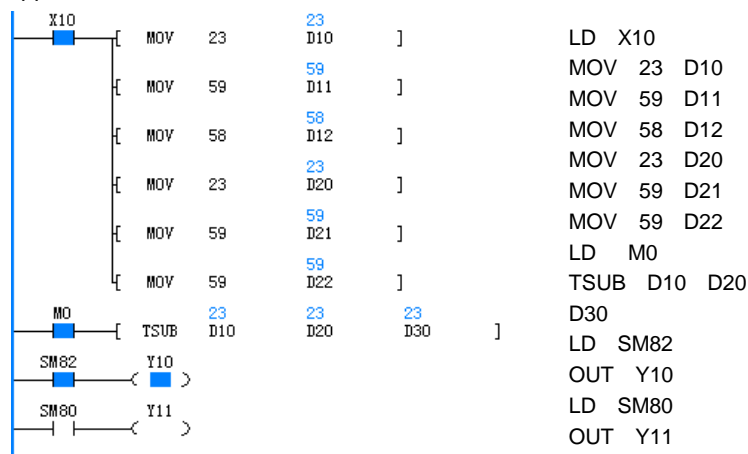 X10
23
[ MOV 23 D10 ]
59
[ MOV 59 D11 ]
58
[ MOV 58 D12 ]
23
[ MOV 23 D20 ]
59
[ MOV 59 D21 ]
59
[ MOV 59 D22 ]
M0 23 23 23
[ TSUB D10 D20 D30 ]
SM82 Y10
SM80 Y11
LD X10
MOV 23 D10
MOV 59 D11
MOV 58 D12
MOV 23 D20
MOV 59 D21
MOV 59 D22
LD M0
TSUB D10 D20
D30
LD SM82
OUT Y10
LD SM80
OUT Y11